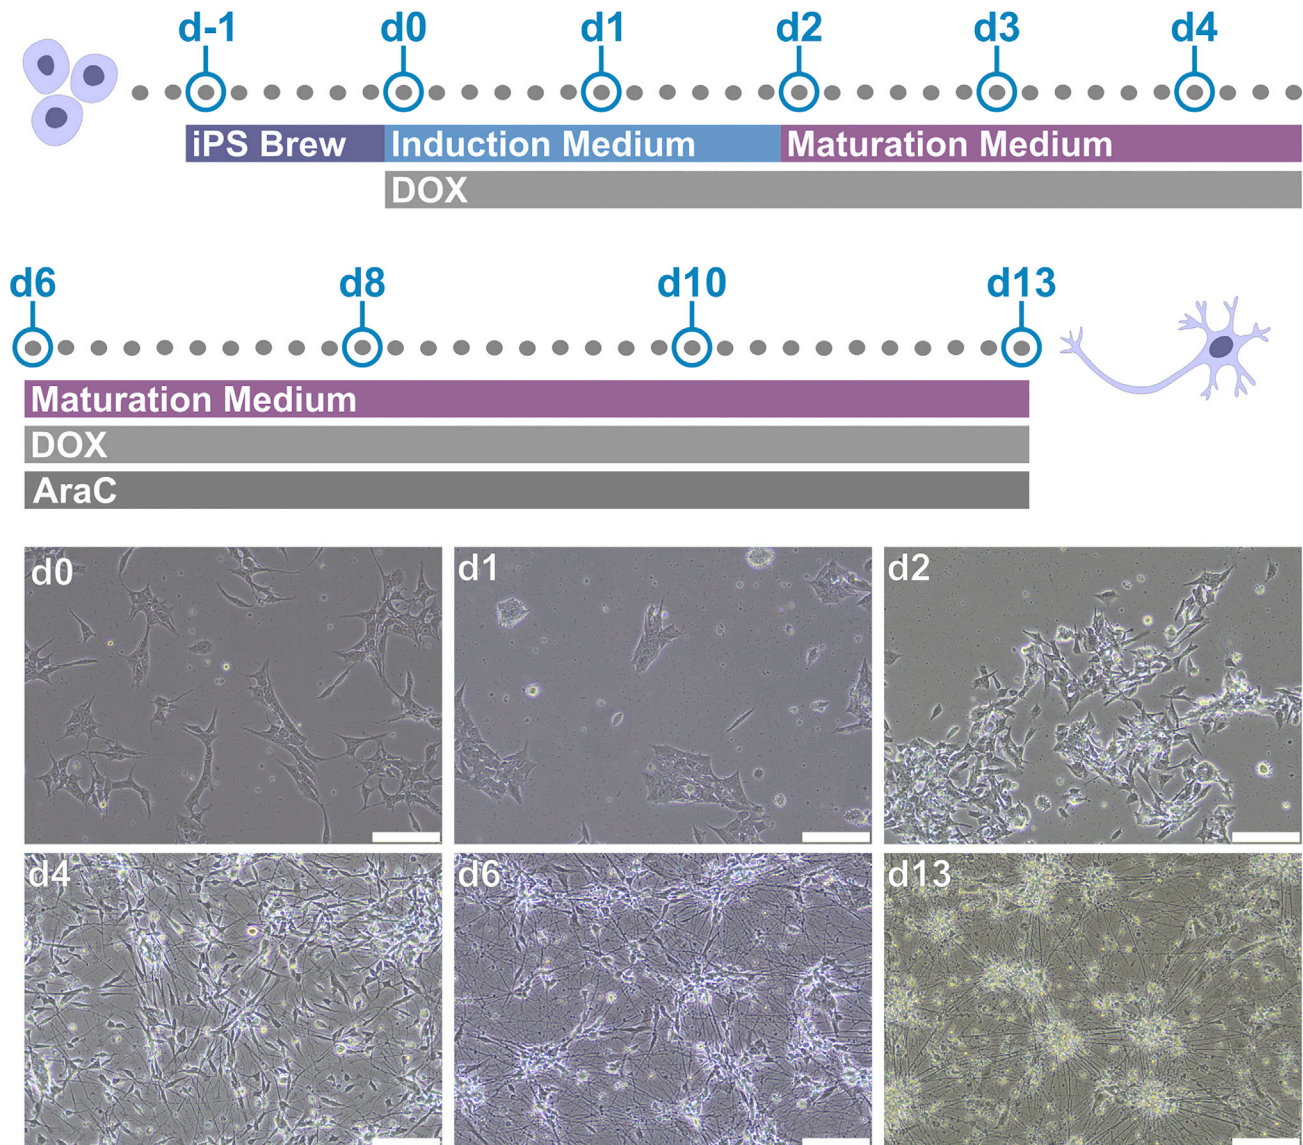 d-1 d0 d1 d2 d3 d4
iPS Brew Induction Medium Maturation Medium
DOX
d6 d8 d10 d13
Maturation Medium
DOX
AraC
d0 d1 d2
d4 d6 d13